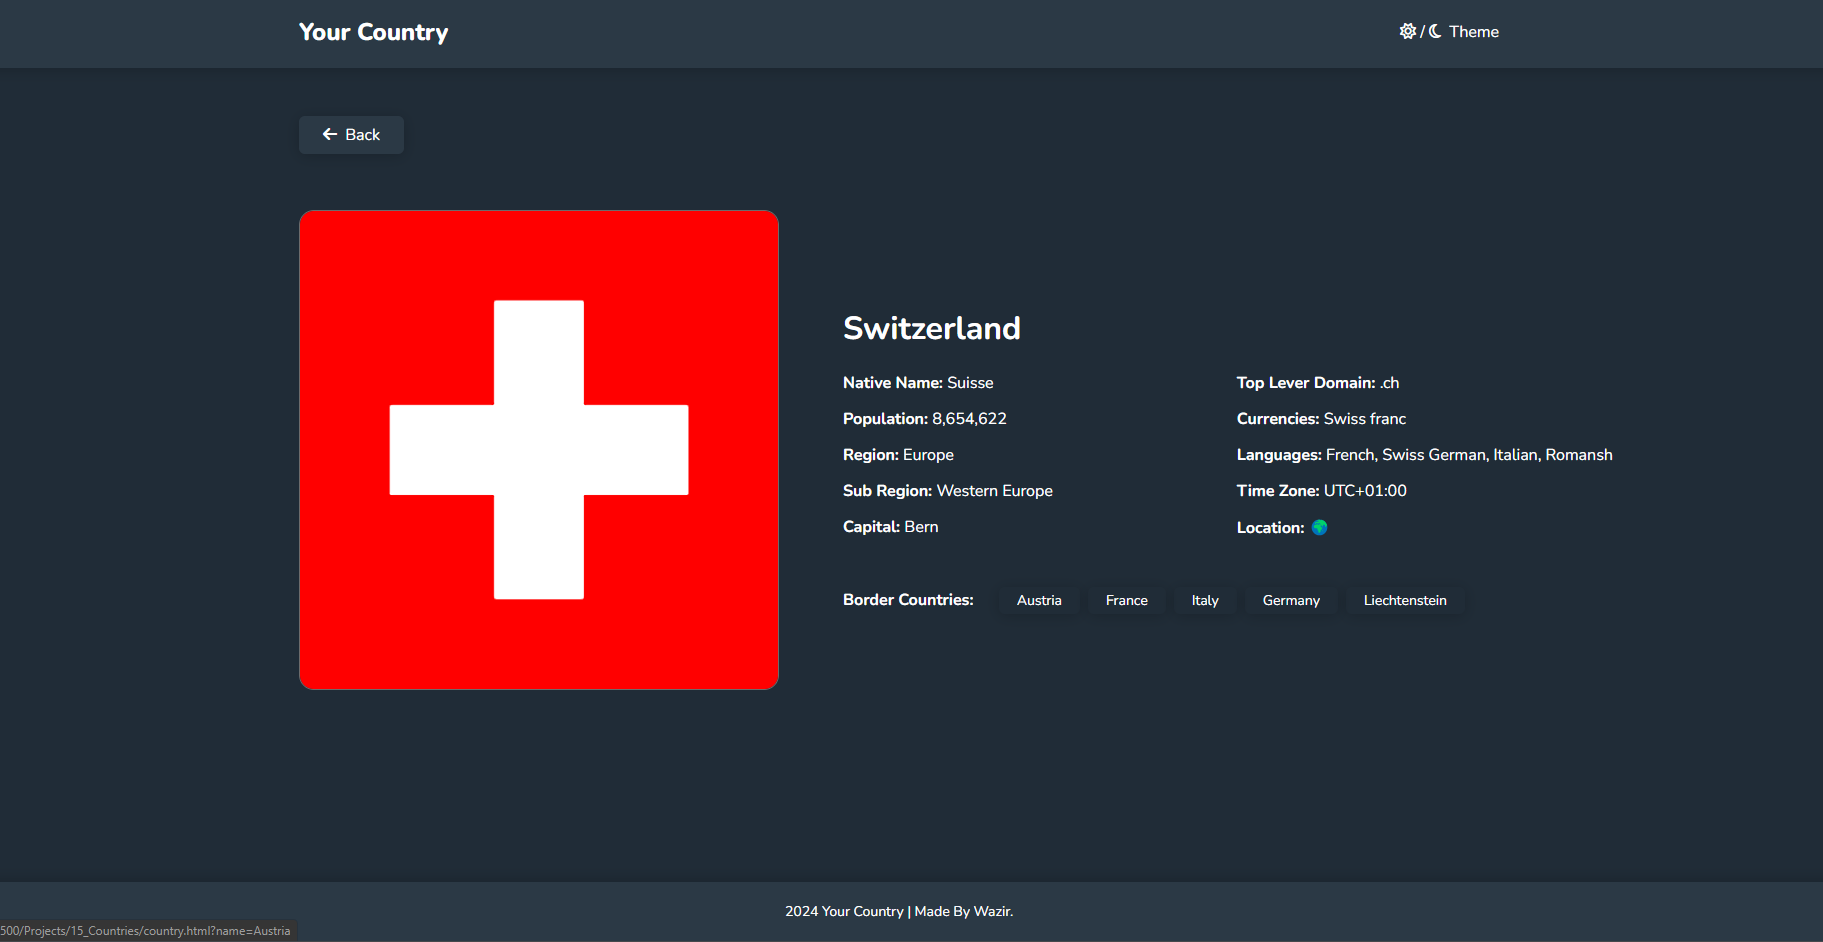 Your Country
/ Theme
Back
Switzerland
Native Name: Suisse
Population: 8,654,622
Region: Europe
Sub Region: Western Europe
Capital: Bern
Top Lever Domain: .ch
Currencies: Swiss franc
Languages: French, Swiss German, Italian, Romansh
Time Zone: UTC+01:00
Location:
Border Countries: Austria France Italy Germany Liechtenstein
2024 Your Country | Made By Wazir.
500/Projects/15_Countries/country.html?name=Austria